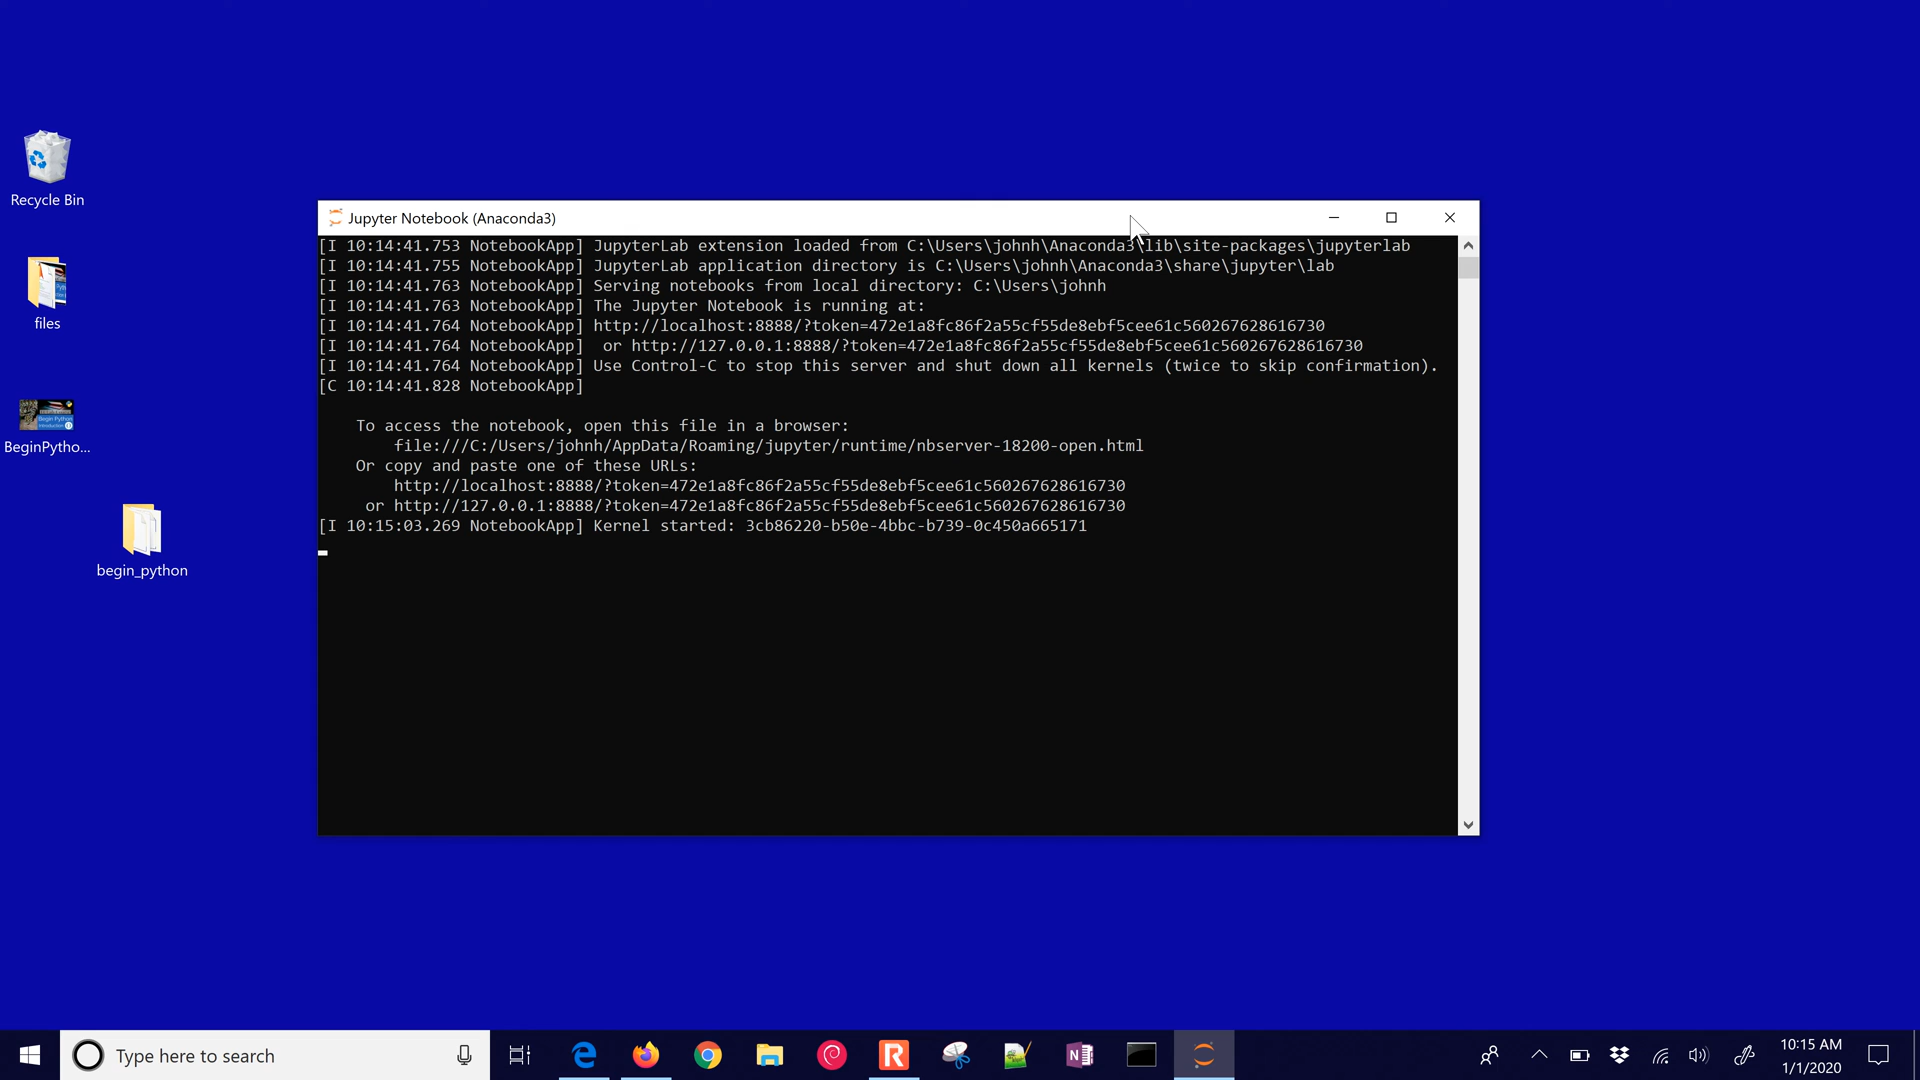 Recycle Bin
files
BeginPytho...
begin_python
Jupyter Notebook (Anaconda3)
[I 10:14:41.753 NotebookApp] JupyterLab extension loaded from C:\Users\johnh\Anaconda3\lib\site-packages\jupyterlab
[I 10:14:41.755 NotebookApp] JupyterLab application directory is C:\Users\johnh\Anaconda3\share\jupyter\lab
[I 10:14:41.763 NotebookApp] Serving notebooks from local directory: C:\Users\johnh
[I 10:14:41.763 NotebookApp] The Jupyter Notebook is running at:
[I 10:14:41.764 NotebookApp] http://localhost:8888/?token=472e1a8fc86f2a55cf55de8ebf5cee61c560267628616730
[I 10:14:41.764 NotebookApp]  or http://127.0.0.1:8888/?token=472e1a8fc86f2a55cf55de8ebf5cee61c560267628616730
[I 10:14:41.764 NotebookApp] Use Control-C to stop this server and shut down all kernels (twice to skip confirmation).
[C 10:14:41.828 NotebookApp]
To access the notebook, open this file in a browser:
file:///C:/Users/johnh/AppData/Roaming/jupyter/runtime/nbserver-18200-open.html
Or copy and paste one of these URLs:
http://localhost:8888/?token=472e1a8fc86f2a55cf55de8ebf5cee61c560267628616730
or http://127.0.0.1:8888/?token=472e1a8fc86f2a55cf55de8ebf5cee61c560267628616730
[I 10:15:03.269 NotebookApp] Kernel started: 3cb86220-b50e-4bbc-b739-0c450a665171
Type here to search
10:15 AM
1/1/2020